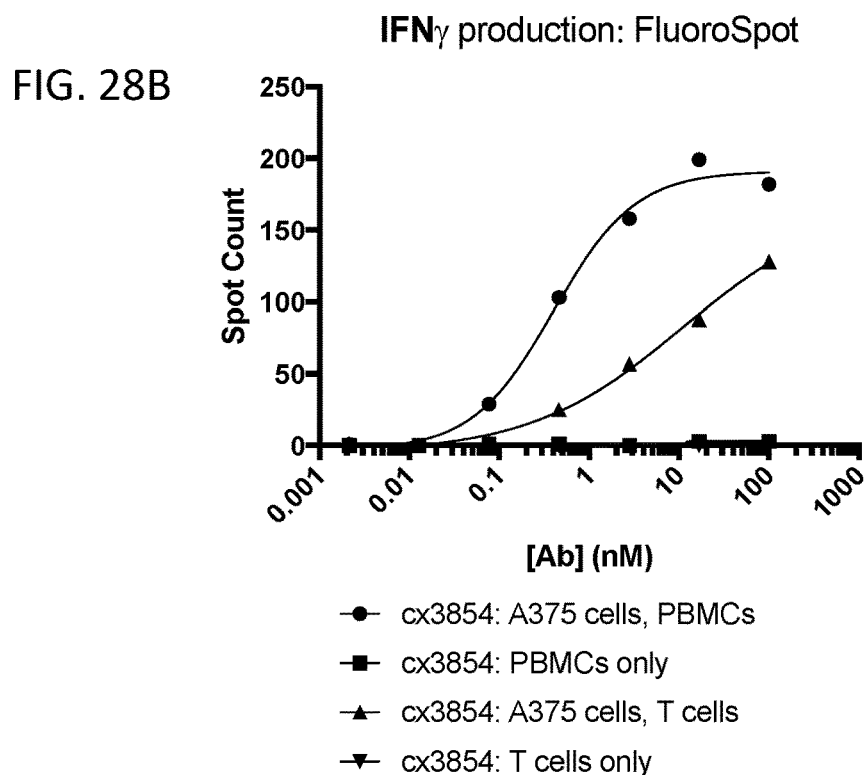 IFNγ production: FluoroSpot
FIG. 28B
250
200
150
100
50
0
Spot Count
0.001
0.01
0.1
1
10
100
1000
[Ab] (nM)
cx3854: A375 cells, PBMCs
cx3854: PBMCs only
cx3854: A375 cells, T cells
cx3854: T cells only